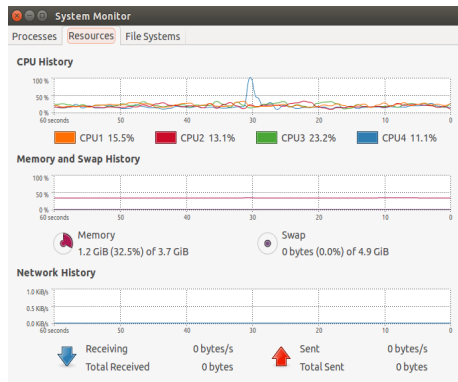 System Monitor
Processes Resources File Systems
CPU History
100 %
50 %
0 %
60 seconds 50 40 30 20 10 0
CPU1 15.5% CPU2 13.1% CPU3 23.2% CPU4 11.1%
Memory and Swap History
100 %
50 %
0 %
60 seconds 50 40 30 20 10 0
Memory
1.2 GiB (32.5%) of 3.7 GiB
Swap
0 bytes (0.0%) of 4.9 GiB
Network History
1.0 KiB/s
0.5 KiB/s
0.0 KiB/s
60 seconds 50 40 30 20 10 0
Receiving 0 bytes/s Sent 0 bytes/s
Total Received 0 bytes Total Sent 0 bytes